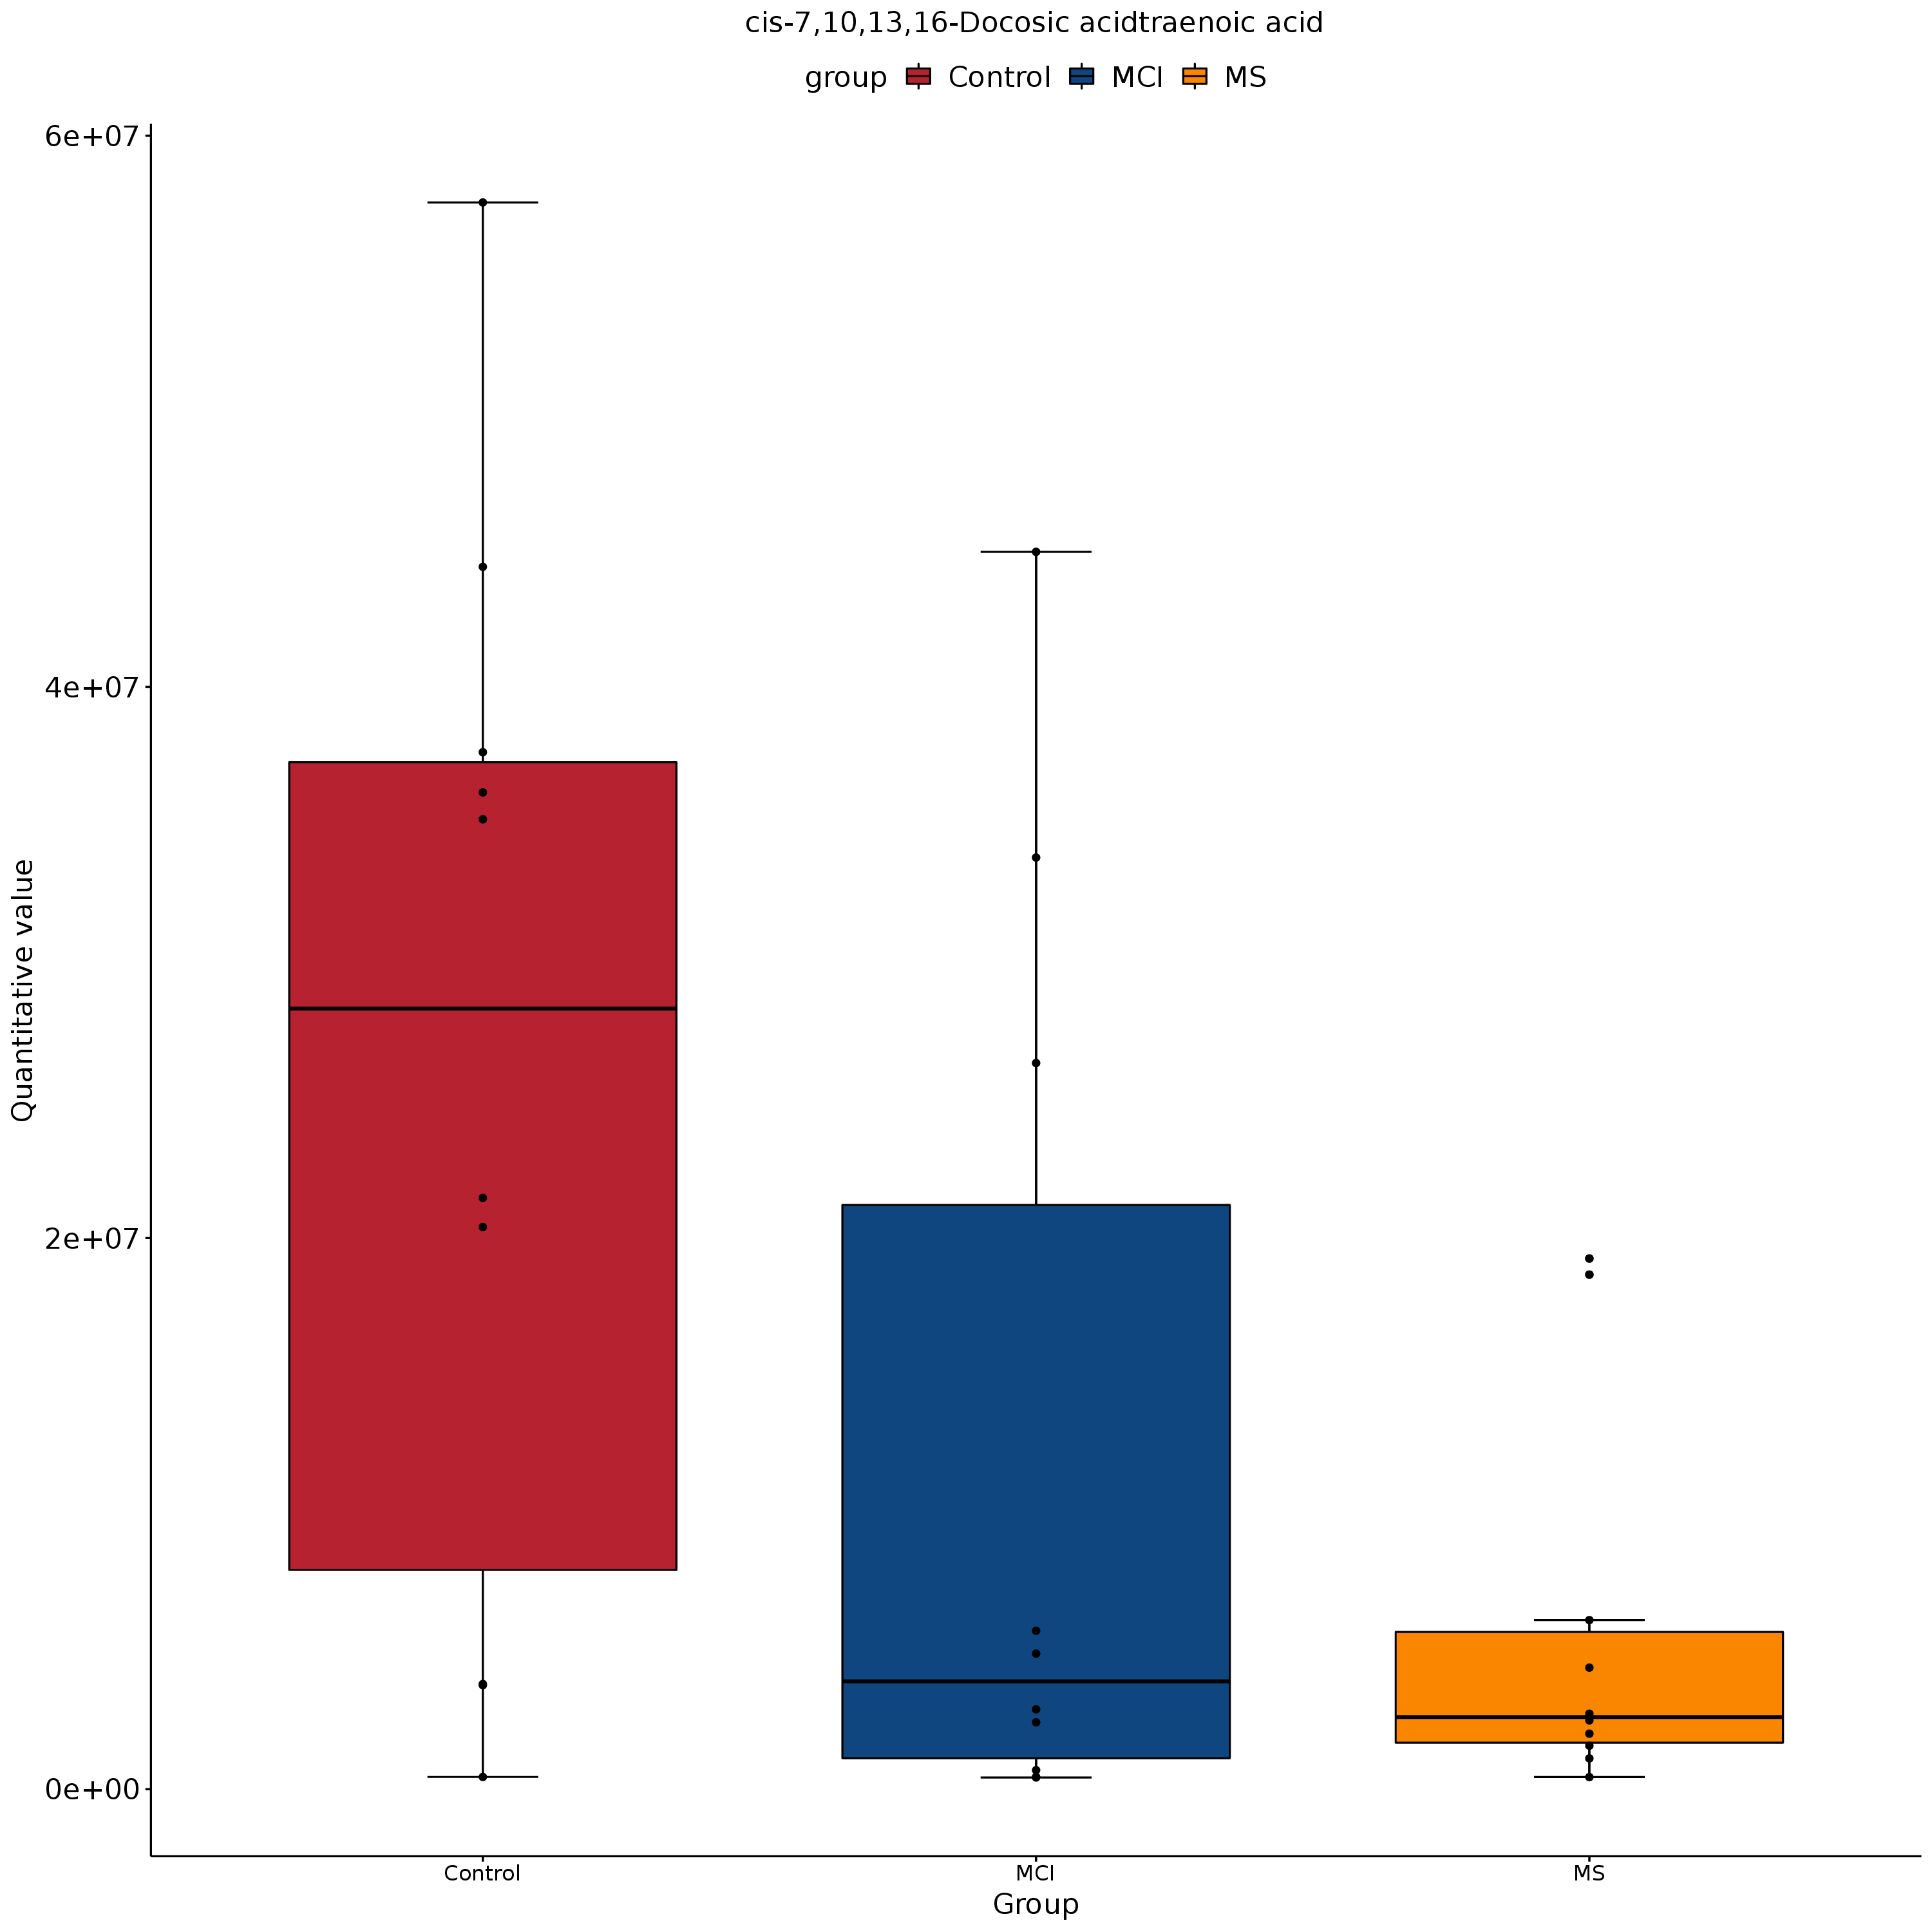 cis-7,10,13,16-Docosic acidtraenoic acid
group Control MCI MS
6e+07
4e+07
2e+07
0e+00
Quantitative value
Control MCI MS
Group